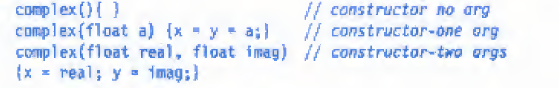 complex(){ } // constructor no arg
complex(float a) {x = y = a;} // constructor-one arg
complex(float real, float imag) // constructor-two args
{x = real; y = imag;}